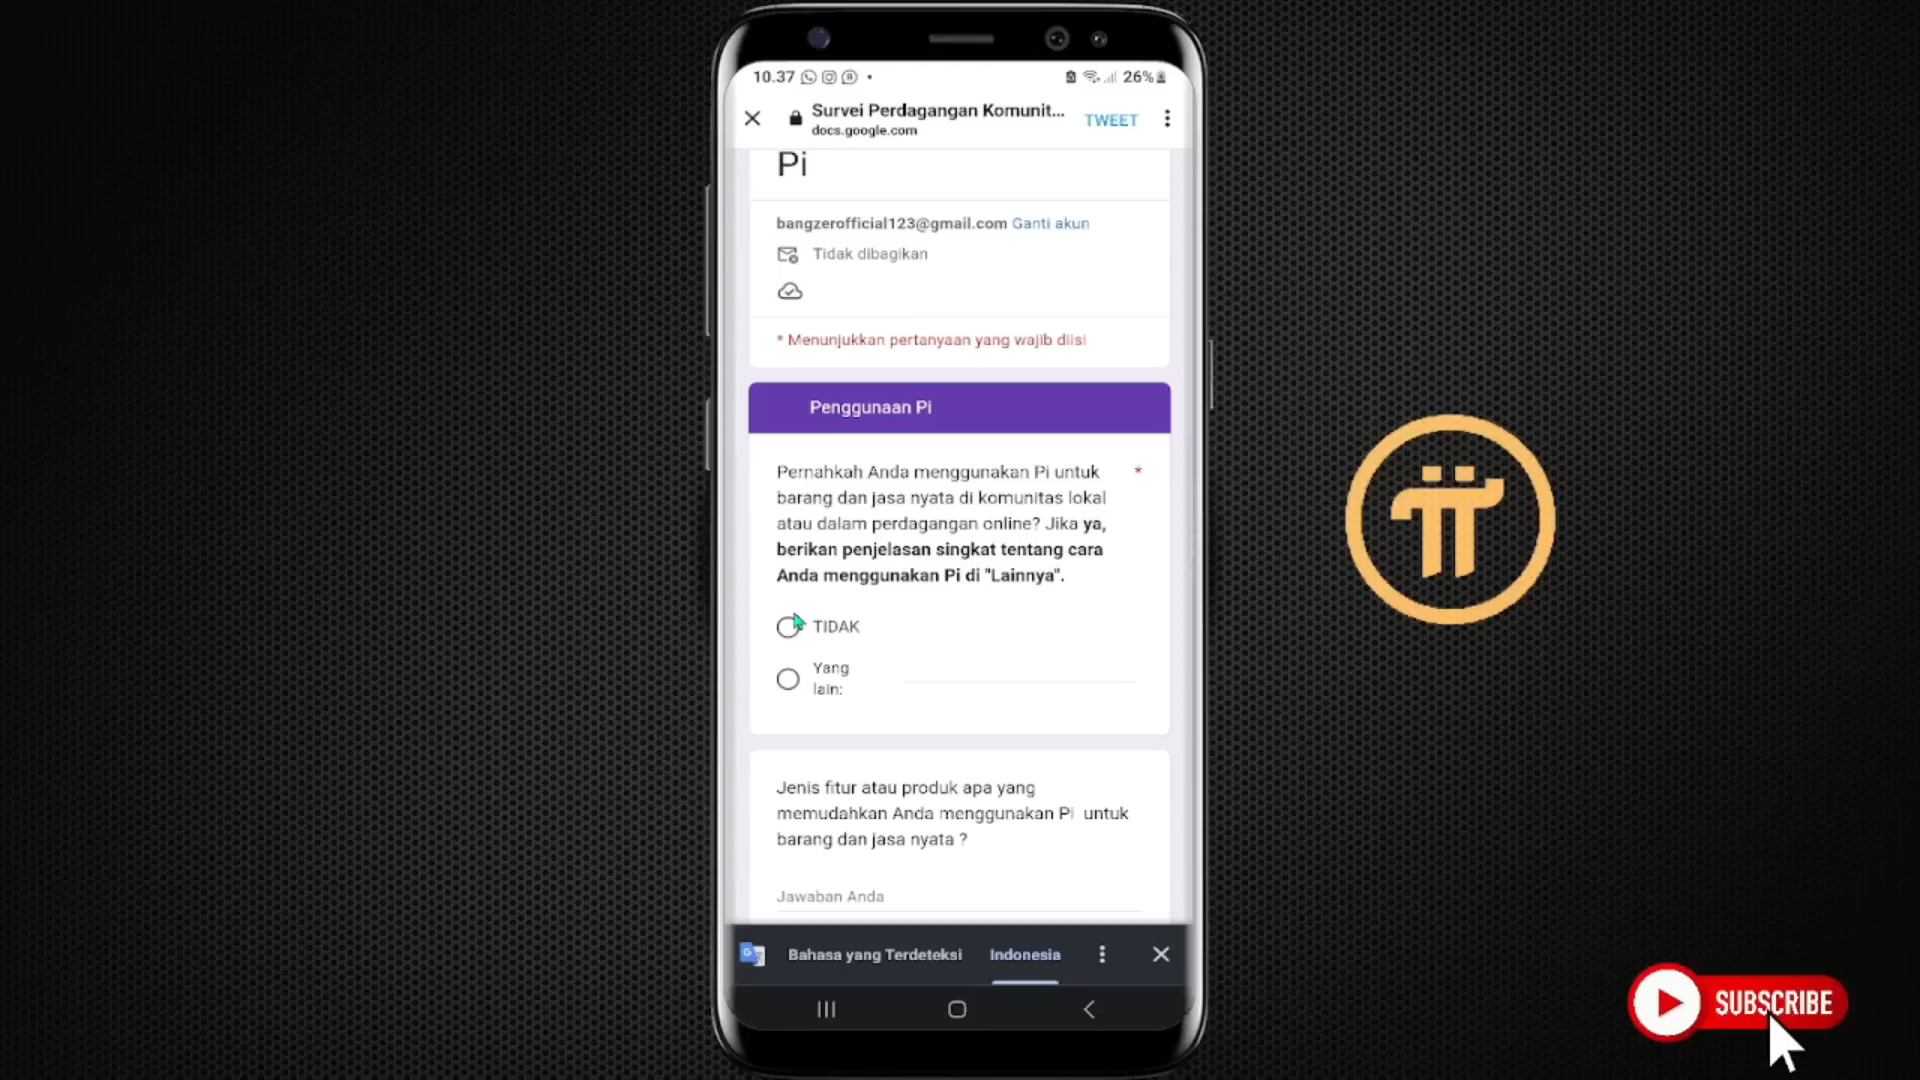 10.37
26%
Survei Perdagangan Komunit...
docs.google.com
TWEET
Pi
bangzerofficial123@gmail.com Ganti akun
Tidak dibagikan
* Menunjukkan pertanyaan yang wajib diisi
Penggunaan Pi
Pernahkah Anda menggunakan Pi untuk *
barang dan jasa nyata di komunitas lokal
atau dalam perdagangan online? Jika ya,
berikan penjelasan singkat tentang cara
Anda menggunakan Pi di "Lainnya".
TIDAK
Yang
lain:
Jenis fitur atau produk apa yang
memudahkan Anda menggunakan Pi untuk
barang dan jasa nyata ?
Jawaban Anda
Bahasa yang Terdeteksi
Indonesia
SUBSCRIBE